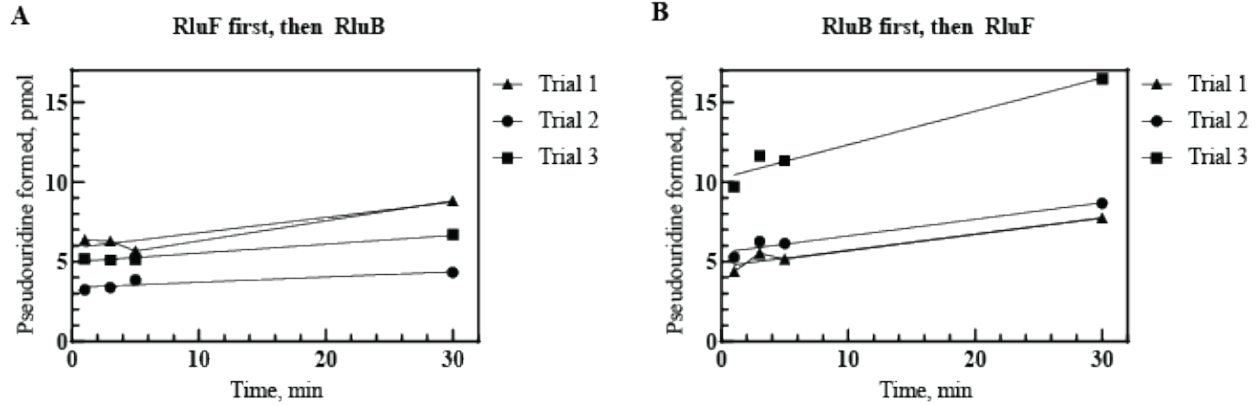 A
RluF first, then RluB
Pseudouridine formed, pmol
15
10
5
0
0
10
20
30
Time, min
Trial 1
Trial 2
Trial 3
B
RluB first, then RluF
Pseudouridine formed, pmol
15
10
5
0
0
10
20
30
Time, min
Trial 1
Trial 2
Trial 3